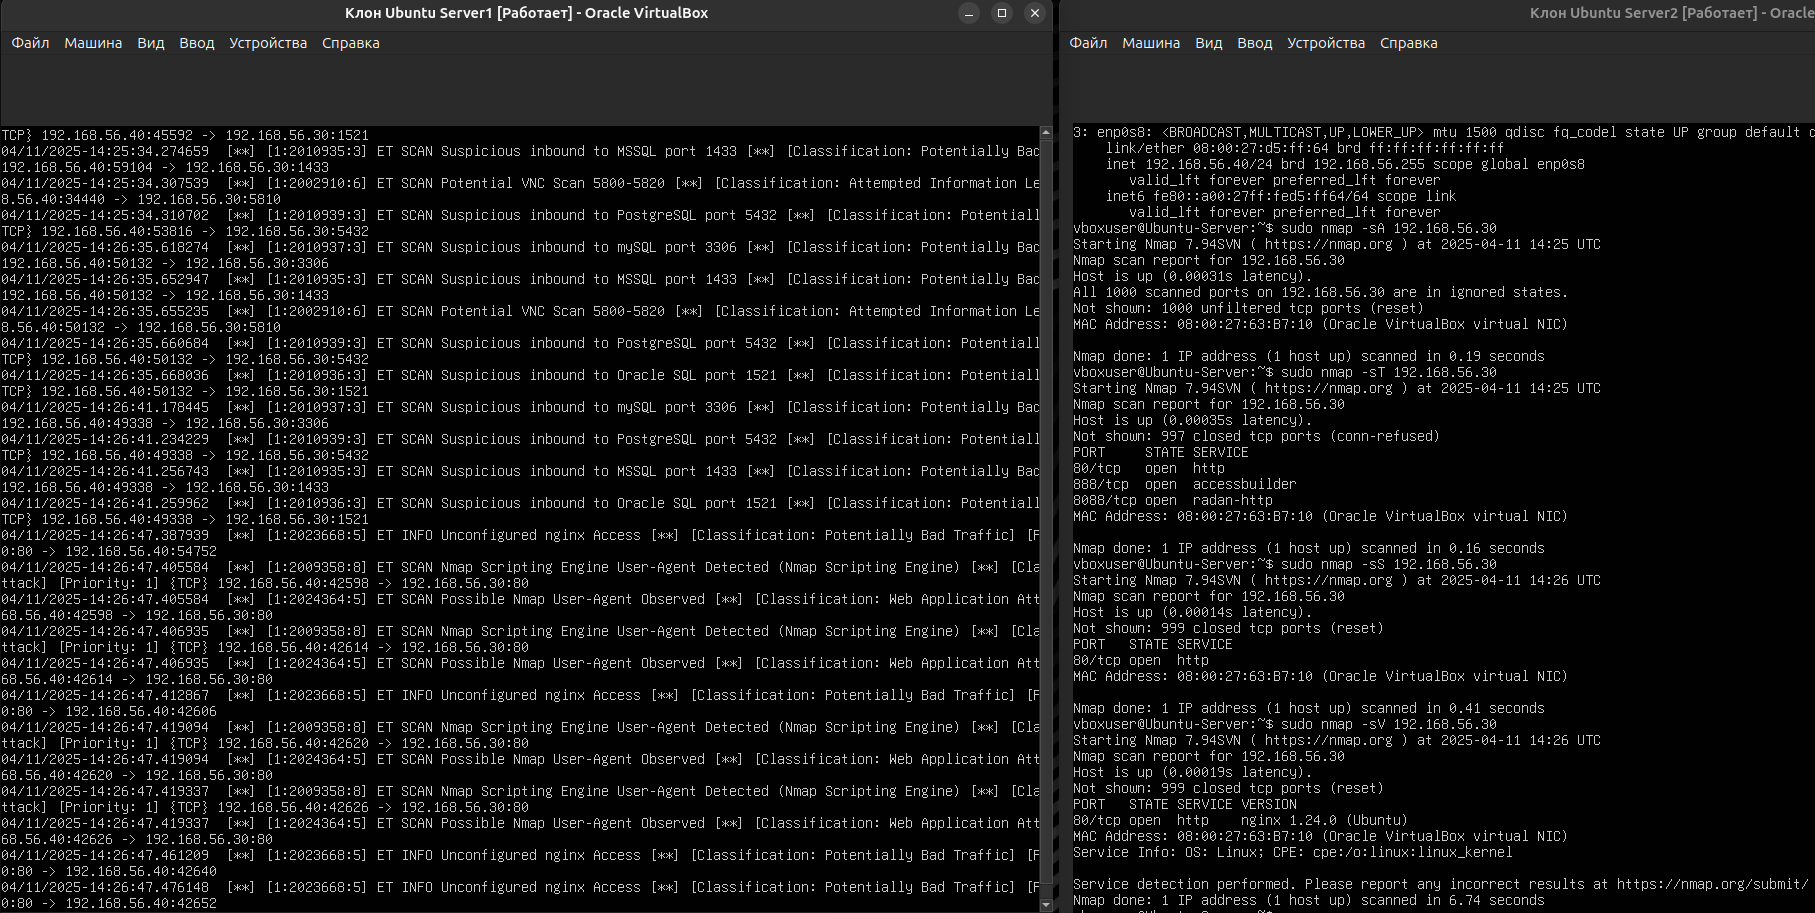 Клон Ubuntu Server1 [Работает] - Oracle VirtualBox
Файл Машина Вид Ввод Устройства Справка
TCP} 192.168.56.40:45592 -> 192.168.56.30:1521
04/11/2025-14:25:34.274659  [**] [1:2010935:3] ET SCAN Suspicious inbound to MSSQL port 1433 [**] [Classification: Potentially Bad
192.168.56.40:59104 -> 192.168.56.30:1433
04/11/2025-14:25:34.307539  [**] [1:2002910:6] ET SCAN Potential VNC Scan 5800-5820 [**] [Classification: Attempted Information Le
8.56.40:34440 -> 192.168.56.30:5810
04/11/2025-14:25:34.310702  [**] [1:2010939:3] ET SCAN Suspicious inbound to PostgreSQL port 5432 [**] [Classification: Potentiall
TCP} 192.168.56.40:53816 -> 192.168.56.30:5432
04/11/2025-14:26:35.618274  [**] [1:2010937:3] ET SCAN Suspicious inbound to mySQL port 3306 [**] [Classification: Potentially Bad
192.168.56.40:50132 -> 192.168.56.30:3306
04/11/2025-14:26:35.652947  [**] [1:2010935:3] ET SCAN Suspicious inbound to MSSQL port 1433 [**] [Classification: Potentially Bad
192.168.56.40:50132 -> 192.168.56.30:1433
04/11/2025-14:26:35.655235  [**] [1:2002910:6] ET SCAN Potential VNC Scan 5800-5820 [**] [Classification: Attempted Information Le
8.56.40:50132 -> 192.168.56.30:5810
04/11/2025-14:26:35.660684  [**] [1:2010939:3] ET SCAN Suspicious inbound to PostgreSQL port 5432 [**] [Classification: Potentiall
TCP} 192.168.56.40:50132 -> 192.168.56.30:5432
04/11/2025-14:26:35.668036  [**] [1:2010936:3] ET SCAN Suspicious inbound to Oracle SQL port 1521 [**] [Classification: Potentiall
TCP} 192.168.56.40:50132 -> 192.168.56.30:1521
04/11/2025-14:26:41.178445  [**] [1:2010937:3] ET SCAN Suspicious inbound to mySQL port 3306 [**] [Classification: Potentially Bad
192.168.56.40:49338 -> 192.168.56.30:3306
04/11/2025-14:26:41.234229  [**] [1:2010939:3] ET SCAN Suspicious inbound to PostgreSQL port 5432 [**] [Classification: Potentiall
TCP} 192.168.56.40:49338 -> 192.168.56.30:5432
04/11/2025-14:26:41.256743  [**] [1:2010935:3] ET SCAN Suspicious inbound to MSSQL port 1433 [**] [Classification: Potentially Bad
192.168.56.40:49338 -> 192.168.56.30:1433
04/11/2025-14:26:41.259962  [**] [1:2010936:3] ET SCAN Suspicious inbound to Oracle SQL port 1521 [**] [Classification: Potentiall
TCP} 192.168.56.40:49338 -> 192.168.56.30:1521
04/11/2025-14:26:47.387939  [**] [1:2023668:5] ET INFO Unconfigured nginx Access [**] [Classification: Potentially Bad Traffic] [P
0:80 -> 192.168.56.40:54752
04/11/2025-14:26:47.405584  [**] [1:2009358:8] ET SCAN Nmap Scripting Engine User-Agent Detected (Nmap Scripting Engine) [**] [Cla
ttack] [Priority: 1] {TCP} 192.168.56.40:42598 -> 192.168.56.30:80
04/11/2025-14:26:47.405584  [**] [1:2024364:5] ET SCAN Possible Nmap User-Agent Observed [**] [Classification: Web Application Att
68.56.40:42598 -> 192.168.56.30:80
04/11/2025-14:26:47.406935  [**] [1:2009358:8] ET SCAN Nmap Scripting Engine User-Agent Detected (Nmap Scripting Engine) [**] [Cla
ttack] [Priority: 1] {TCP} 192.168.56.40:42614 -> 192.168.56.30:80
04/11/2025-14:26:47.406935  [**] [1:2024364:5] ET SCAN Possible Nmap User-Agent Observed [**] [Classification: Web Application Att
68.56.40:42614 -> 192.168.56.30:80
04/11/2025-14:26:47.412867  [**] [1:2023668:5] ET INFO Unconfigured nginx Access [**] [Classification: Potentially Bad Traffic] [P
0:80 -> 192.168.56.40:42606
04/11/2025-14:26:47.419094  [**] [1:2009358:8] ET SCAN Nmap Scripting Engine User-Agent Detected (Nmap Scripting Engine) [**] [Cla
ttack] [Priority: 1] {TCP} 192.168.56.40:42620 -> 192.168.56.30:80
04/11/2025-14:26:47.419094  [**] [1:2024364:5] ET SCAN Possible Nmap User-Agent Observed [**] [Classification: Web Application Att
68.56.40:42620 -> 192.168.56.30:80
04/11/2025-14:26:47.419337  [**] [1:2009358:8] ET SCAN Nmap Scripting Engine User-Agent Detected (Nmap Scripting Engine) [**] [Cla
ttack] [Priority: 1] {TCP} 192.168.56.40:42626 -> 192.168.56.30:80
04/11/2025-14:26:47.419337  [**] [1:2024364:5] ET SCAN Possible Nmap User-Agent Observed [**] [Classification: Web Application Att
68.56.40:42626 -> 192.168.56.30:80
04/11/2025-14:26:47.461209  [**] [1:2023668:5] ET INFO Unconfigured nginx Access [**] [Classification: Potentially Bad Traffic] [P
0:80 -> 192.168.56.40:42640
04/11/2025-14:26:47.476148  [**] [1:2023668:5] ET INFO Unconfigured nginx Access [**] [Classification: Potentially Bad Traffic] [P
0:80 -> 192.168.56.40:42652
Клон Ubuntu Server2 [Работает] - Oracle
Файл Машина Вид Ввод Устройства Справка
3: enp0s8: <BROADCAST,MULTICAST,UP,LOWER_UP> mtu 1500 qdisc fq_codel state UP group default
link/ether 08:00:27:d5:ff:64 brd ff:ff:ff:ff:ff:ff
inet 192.168.56.40/24 brd 192.168.56.255 scope global enp0s8
valid_lft forever preferred_lft forever
inet6 fe80::a00:27ff:fed5:ff64/64 scope link
valid_lft forever preferred_lft forever
vboxuser@Ubuntu-Server:~$ sudo nmap -sA 192.168.56.30
Starting Nmap 7.94SVN ( https://nmap.org ) at 2025-04-11 14:25 UTC
Nmap scan report for 192.168.56.30
Host is up (0.00031s latency).
All 1000 scanned ports on 192.168.56.30 are in ignored states.
Not shown: 1000 unfiltered tcp ports (reset)
MAC Address: 08:00:27:63:B7:10 (Oracle VirtualBox virtual NIC)
Nmap done: 1 IP address (1 host up) scanned in 0.19 seconds
vboxuser@Ubuntu-Server:~$ sudo nmap -sT 192.168.56.30
Starting Nmap 7.94SVN ( https://nmap.org ) at 2025-04-11 14:25 UTC
Nmap scan report for 192.168.56.30
Host is up (0.00035s latency).
Not shown: 997 closed tcp ports (conn-refused)
PORT     STATE SERVICE
80/tcp   open  http
888/tcp  open  accessbuilder
8088/tcp open  radan-http
MAC Address: 08:00:27:63:B7:10 (Oracle VirtualBox virtual NIC)
Nmap done: 1 IP address (1 host up) scanned in 0.16 seconds
vboxuser@Ubuntu-Server:~$ sudo nmap -sS 192.168.56.30
Starting Nmap 7.94SVN ( https://nmap.org ) at 2025-04-11 14:26 UTC
Nmap scan report for 192.168.56.30
Host is up (0.00014s latency).
Not shown: 999 closed tcp ports (reset)
PORT   STATE SERVICE
80/tcp open  http
MAC Address: 08:00:27:63:B7:10 (Oracle VirtualBox virtual NIC)
Nmap done: 1 IP address (1 host up) scanned in 0.41 seconds
vboxuser@Ubuntu-Server:~$ sudo nmap -sV 192.168.56.30
Starting Nmap 7.94SVN ( https://nmap.org ) at 2025-04-11 14:26 UTC
Nmap scan report for 192.168.56.30
Host is up (0.00019s latency).
Not shown: 999 closed tcp ports (reset)
PORT   STATE SERVICE VERSION
80/tcp open  http    nginx 1.24.0 (Ubuntu)
MAC Address: 08:00:27:63:B7:10 (Oracle VirtualBox virtual NIC)
Service Info: OS: Linux; CPE: cpe:/o:linux:linux_kernel
Service detection performed. Please report any incorrect results at https://nmap.org/submit/
Nmap done: 1 IP address (1 host up) scanned in 6.74 seconds